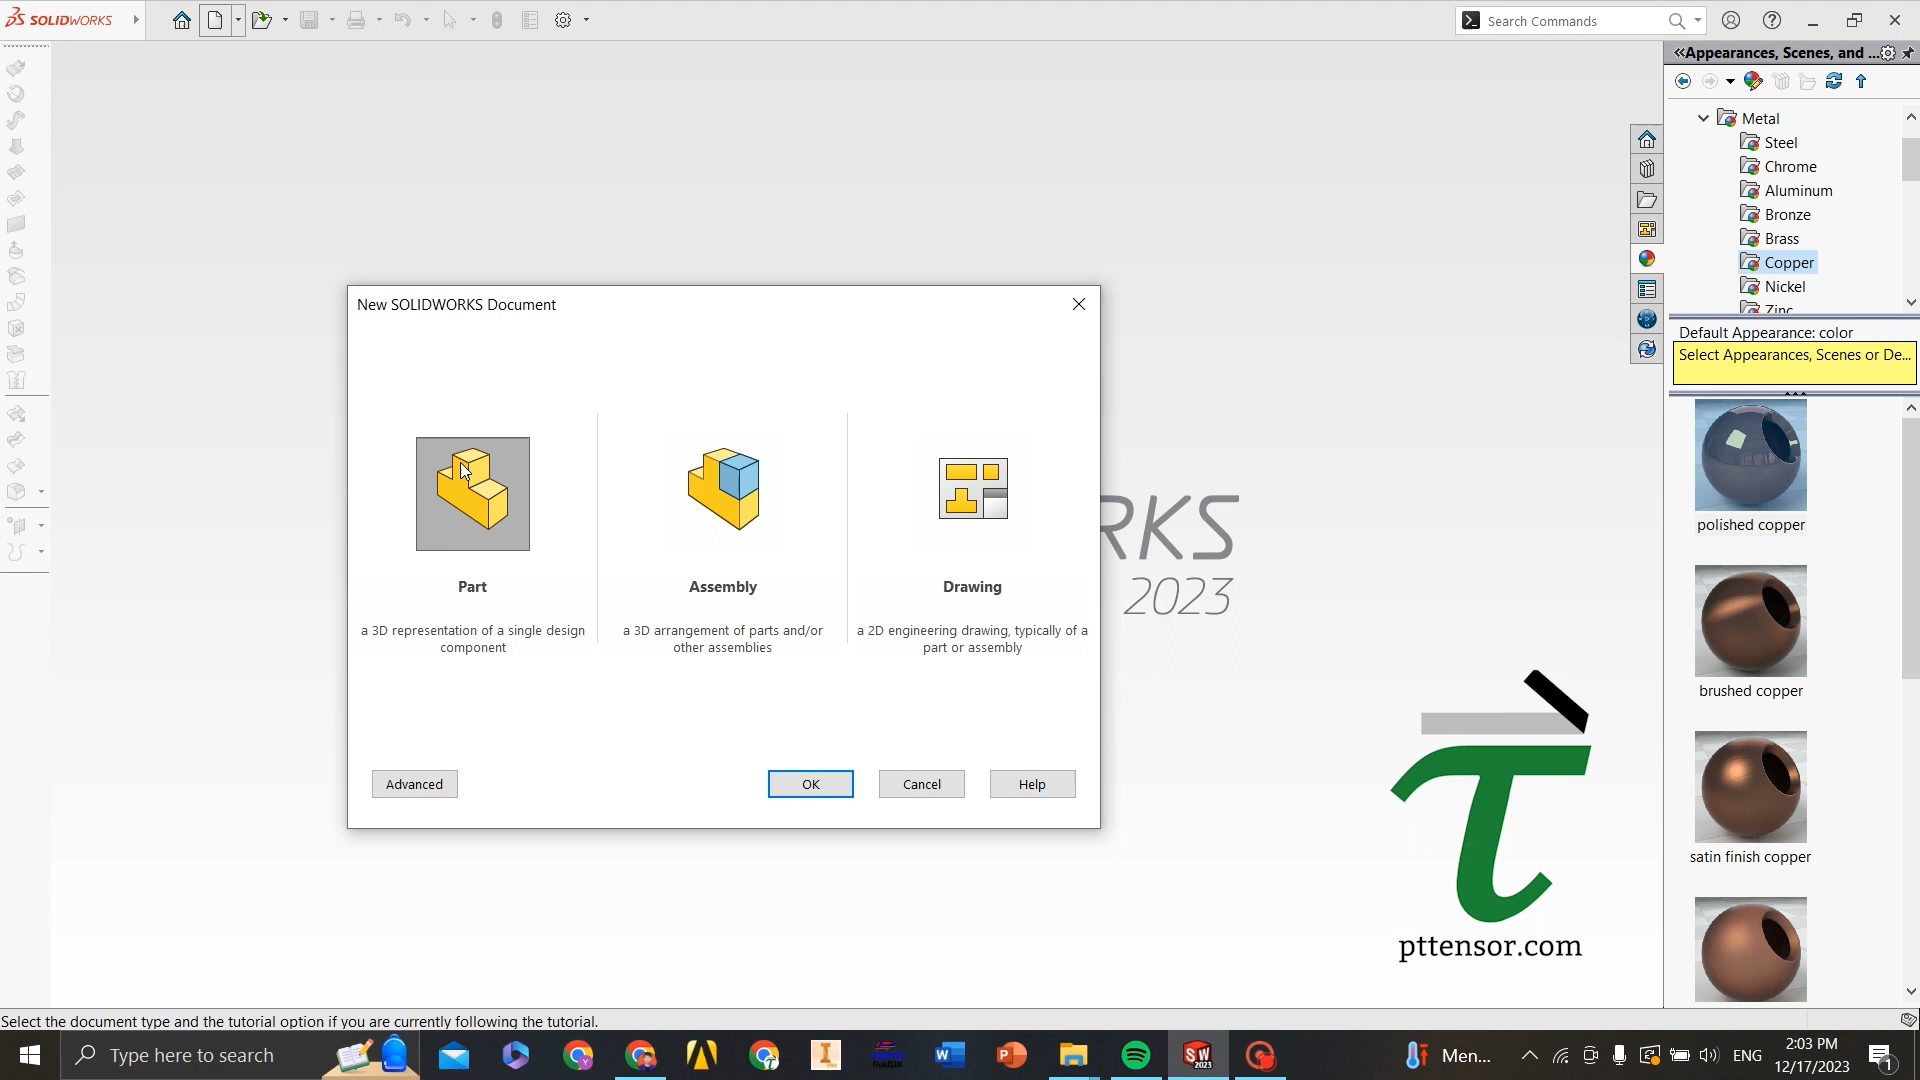 SOLIDWORKS
Search Commands
Appearances, Scenes, and ...
Metal
Steel
Chrome
Aluminum
Bronze
Brass
Copper
Nickel
Zinc
Default Appearance: color
Select Appearances, Scenes or De...
polished copper
brushed copper
satin finish copper
New SOLIDWORKS Document
Part
a 3D representation of a single design
component
Assembly
a 3D arrangement of parts and/or
other assemblies
Drawing
a 2D engineering drawing, typically of a
part or assembly
Advanced
OK
Cancel
Help
RKS
2023
pttensor.com
Select the document type and the tutorial option if you are currently following the tutorial.
Type here to search
Men...
ENG
2:03 PM
12/17/2023
1
SW
2023